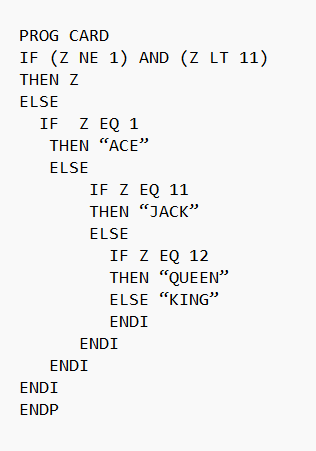 PROG CARD
IF (Z NE 1) AND (Z LT 11)
THEN Z
ELSE
IF Z EQ 1
THEN “ACE”
ELSE
IF Z EQ 11
THEN “JACK”
ELSE
IF Z EQ 12
THEN “QUEEN”
ELSE “KING”
ENDI
ENDI
ENDI
ENDI
ENDP